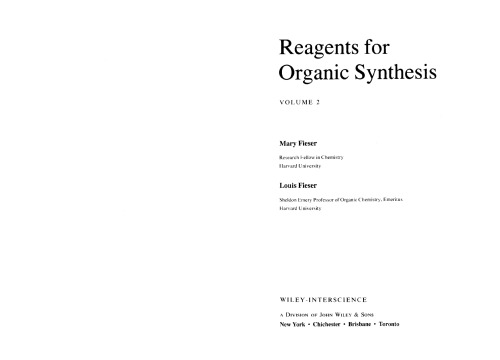 Reagents for
Organic Synthesis
VOLUME 2
Mary Fieser
Research Fellow in Chemistry
Harvard University
Louis Fieser
Sheldon Emery Professor of Organic Chemistry, Emeritus
Harvard University
WILEY-INTERSCIENCE
A DIVISION OF JOHN WILEY & SONS
New York • Chichester • Brisbane • Toronto